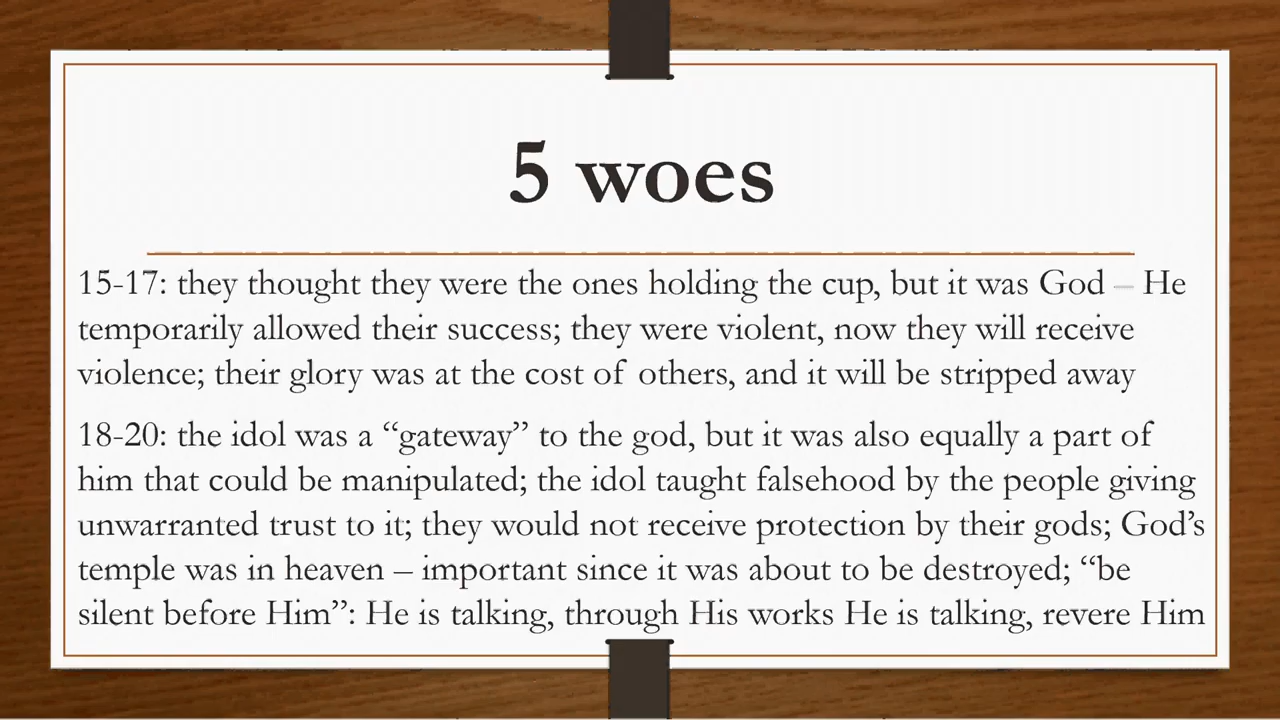 5 woes
15-17: they thought they were the ones holding the cup, but it was God – He
temporarily allowed their success; they were violent, now they will receive
violence; their glory was at the cost of others, and it will be stripped away
18-20: the idol was a “gateway” to the god, but it was also equally a part of
him that could be manipulated; the idol taught falsehood by the people giving
unwarranted trust to it; they would not receive protection by their gods; God’s
temple was in heaven – important since it was about to be destroyed; “be
silent before Him”: He is talking, through His works He is talking, revere Him